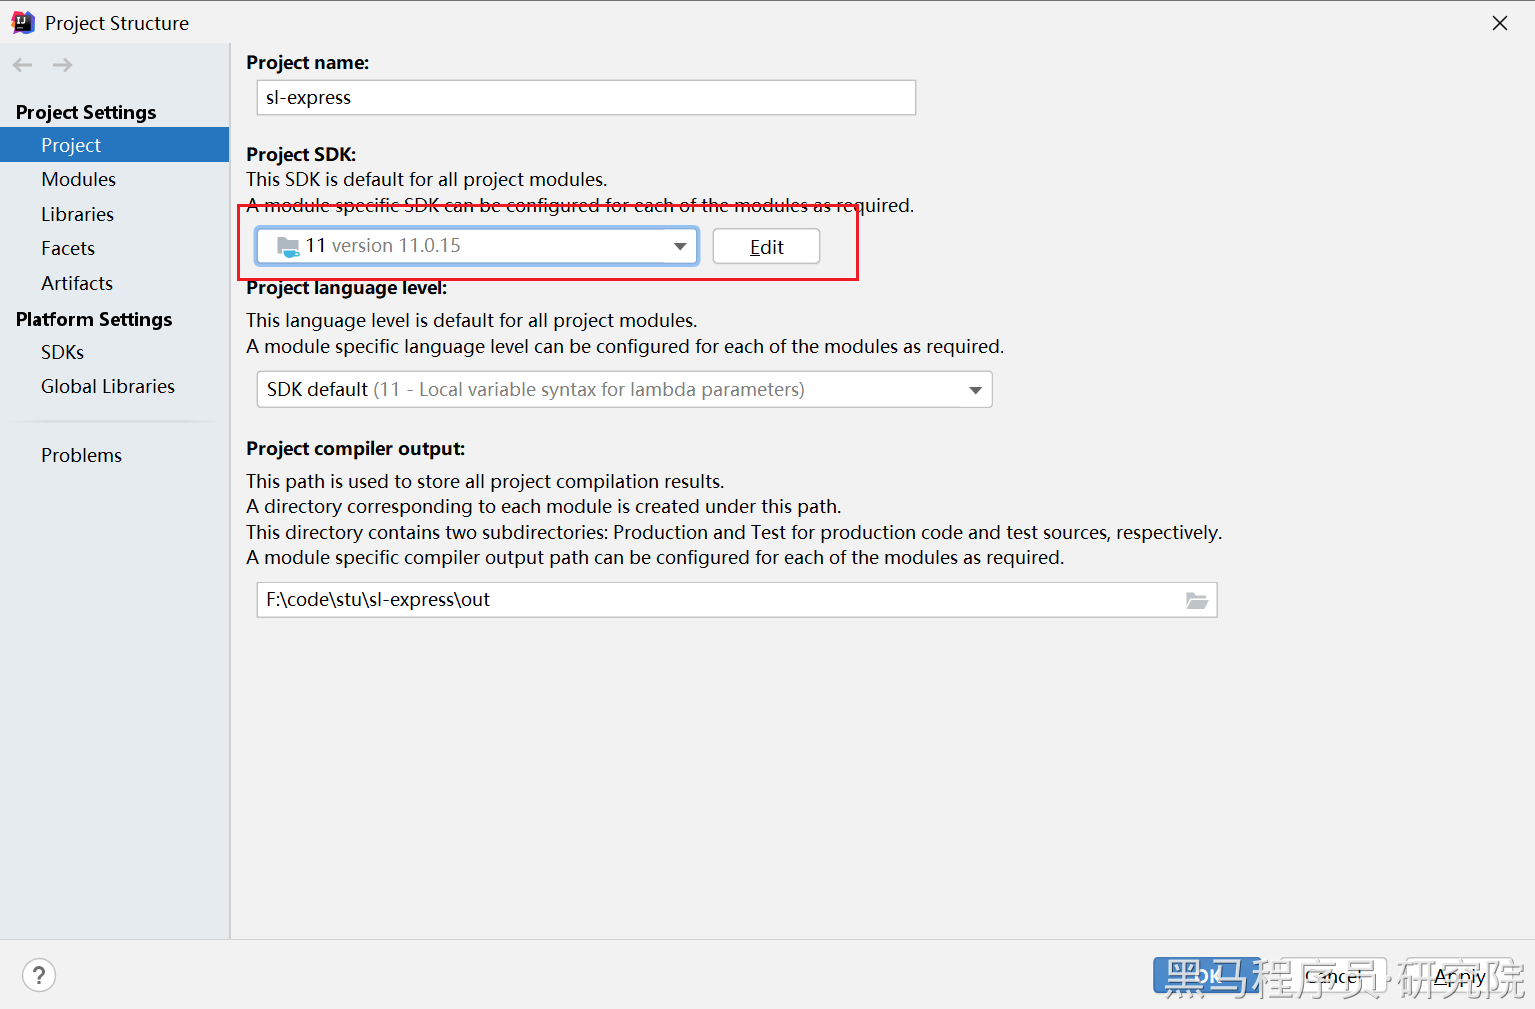 Project Structure
Project Settings
Project
Modules
Libraries
Facets
Artifacts
Platform Settings
SDKs
Global Libraries
Problems
Project name:
sl-express
Project SDK:
This SDK is default for all project modules.
A module specific SDK can be configured for each of the modules as required.
11 version 11.0.15
Edit
Project language level:
This language level is default for all project modules.
A module specific language level can be configured for each of the modules as required.
SDK default (11 - Local variable syntax for lambda parameters)
Project compiler output:
This path is used to store all project compilation results.
A directory corresponding to each module is created under this path.
This directory contains two subdirectories: Production and Test for production code and test sources, respectively.
A module specific compiler output path can be configured for each of the modules as required.
F:\code\stu\sl-express\out
?
OK
Cancel
Apply
黑马程序员·研究院